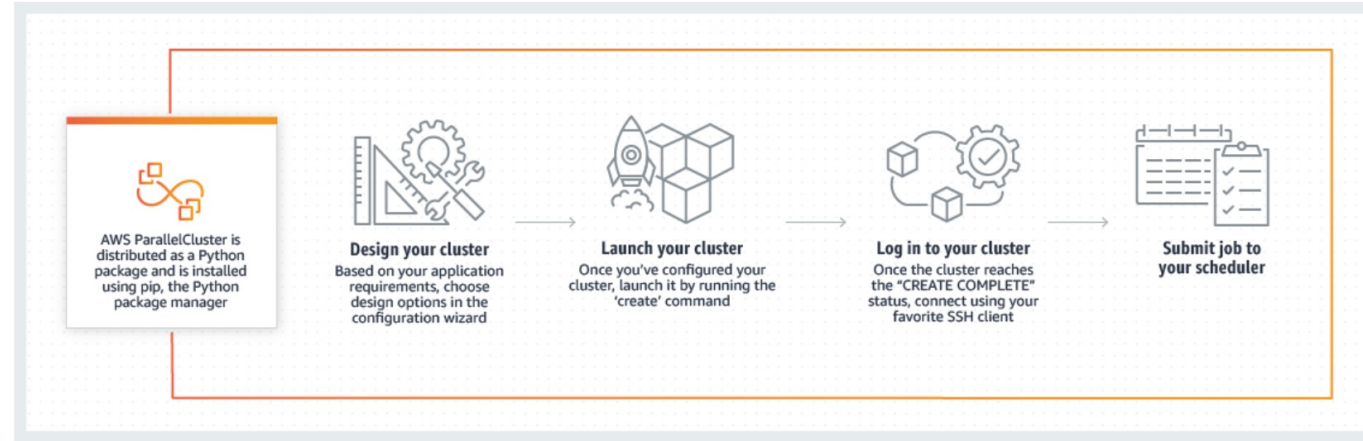 AWS ParallelCluster is
distributed as a Python
package and is installed
using pip, the Python
package manager
Design your cluster
Based on your application
requirements, choose
design options in the
configuration wizard
Launch your cluster
Once you've configured your
cluster, launch it by running the
‘create’ command
Log in to your cluster
Once the cluster reaches
the “CREATE COMPLETE”
status, connect using your
favorite SSH client
Submit job to
your scheduler